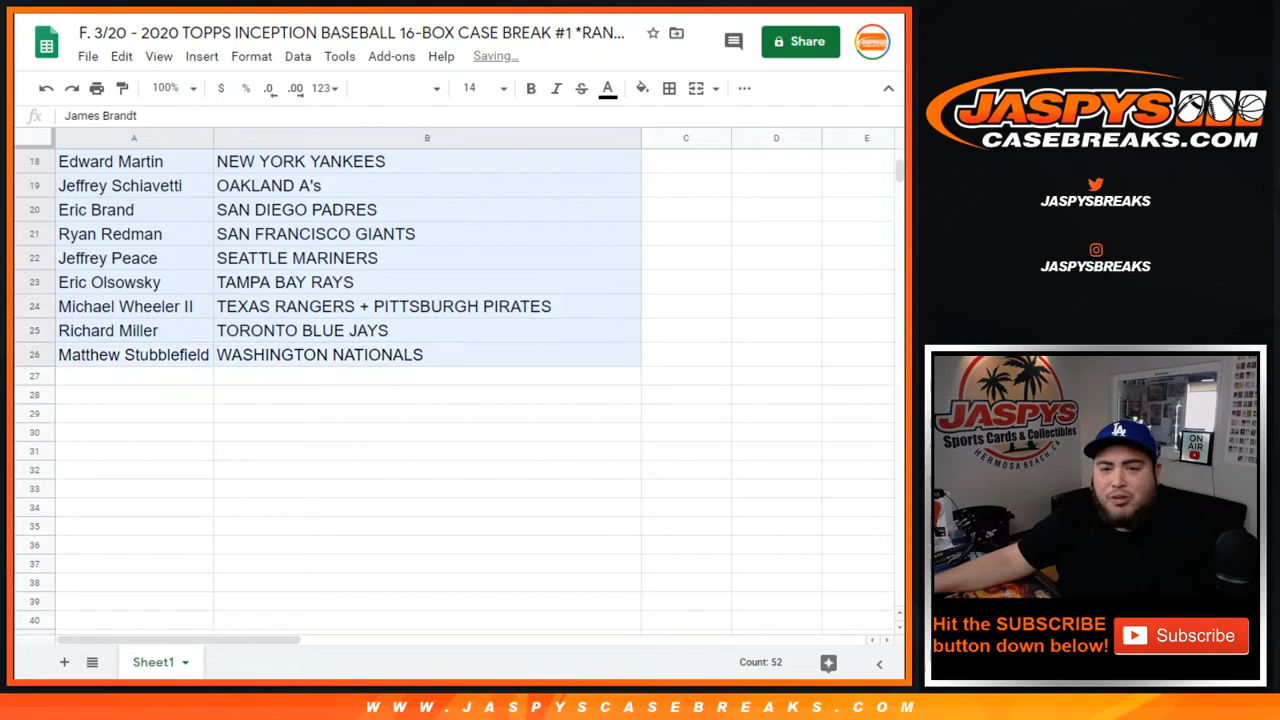 F. 3/20 - 2020 TOPPS INCEPTION BASEBALL 16-BOX CASE BREAK #1 *RAN...
File Edit View Insert Format Data Tools Add-ons Help Saving...
Share
100% $ % .0 .00 123 14 B I S A
fx James Brandt
A B C D E
18 Edward Martin NEW YORK YANKEES
19 Jeffrey Schiavetti OAKLAND A's
20 Eric Brand SAN DIEGO PADRES
21 Ryan Redman SAN FRANCISCO GIANTS
22 Jeffrey Peace SEATTLE MARINERS
23 Eric Olsowsky TAMPA BAY RAYS
24 Michael Wheeler II TEXAS RANGERS + PITTSBURGH PIRATES
25 Richard Miller TORONTO BLUE JAYS
26 Matthew Stubblefield WASHINGTON NATIONALS
27
28
29
30
31
32
33
34
35
36
37
38
39
40
Sheet1
Count: 52
JASPYS
CASEBREAKS.COM
JASPYSBREAKS
JASPYSBREAKS
JASPYS
Sports Cards & Collectibles
HERMOSA BEACH, CA
LA
ON
AIR
Hit the SUBSCRIBE
button down below!
Subscribe
WWW.JASPYSCASEBREAKS.COM